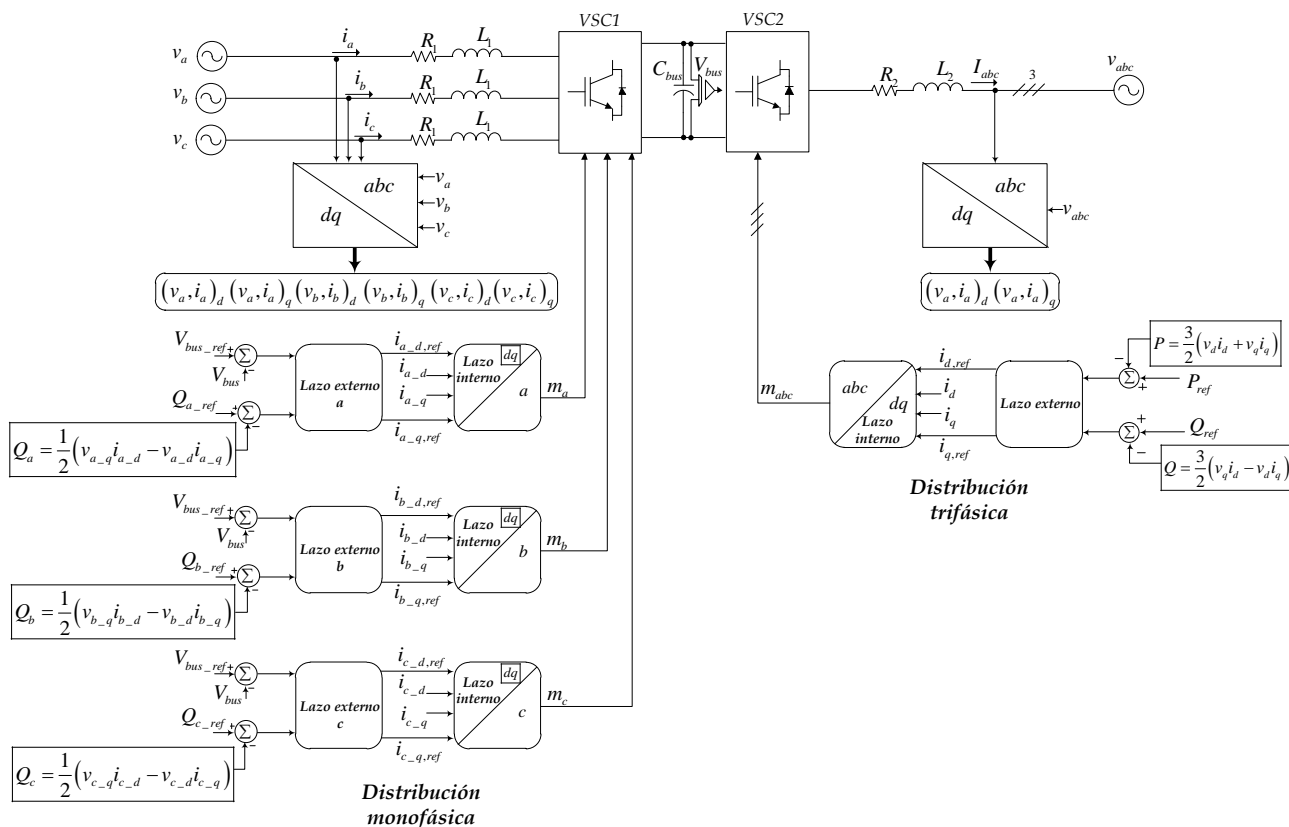 VSC1
VSC2
v_a
i_a
R_1
L_1
v_b
i_b
R_1
L_1
v_c
i_c
R_1
L_1
C_bus
V_bus
R_2
L_2
I_abc
3
v_abc
abc
dq
v_a
v_b
v_c
abc
dq
v_abc
(v_a, i_a)_d (v_a, i_a)_q (v_b, i_b)_d (v_b, i_b)_q (v_c, i_c)_d (v_c, i_c)_q
(v_a, i_a)_d (v_a, i_a)_q
V_bus_ref + Σ
V_bus −
Q_a_ref + Σ −
Q_a = 1/2 (v_a_q i_a_d − v_a_d i_a_q)
Lazo externo
a
i_a_d,ref
i_a_d
i_a_q
i_a_q,ref
Lazo
interno
dq
a
m_a
V_bus_ref + Σ
V_bus −
Q_b_ref + Σ −
Q_b = 1/2 (v_b_q i_b_d − v_b_d i_b_q)
Lazo externo
b
i_b_d,ref
i_b_d
i_b_q
i_b_q,ref
Lazo
interno
dq
b
m_b
V_bus_ref + Σ
V_bus −
Q_c_ref + Σ −
Q_c = 1/2 (v_c_q i_c_d − v_c_d i_c_q)
Lazo externo
c
i_c_d,ref
i_c_d
i_c_q
i_c_q,ref
Lazo
interno
dq
c
m_c
Distribución
monofásica
m_abc
abc
dq
Lazo
interno
i_d,ref
i_d
i_q
i_q,ref
Lazo externo
P = 3/2 (v_d i_d + v_q i_q)
− Σ +
P_ref
+ Σ −
Q_ref
Q = 3/2 (v_q i_d − v_d i_q)
Distribución
trifásica